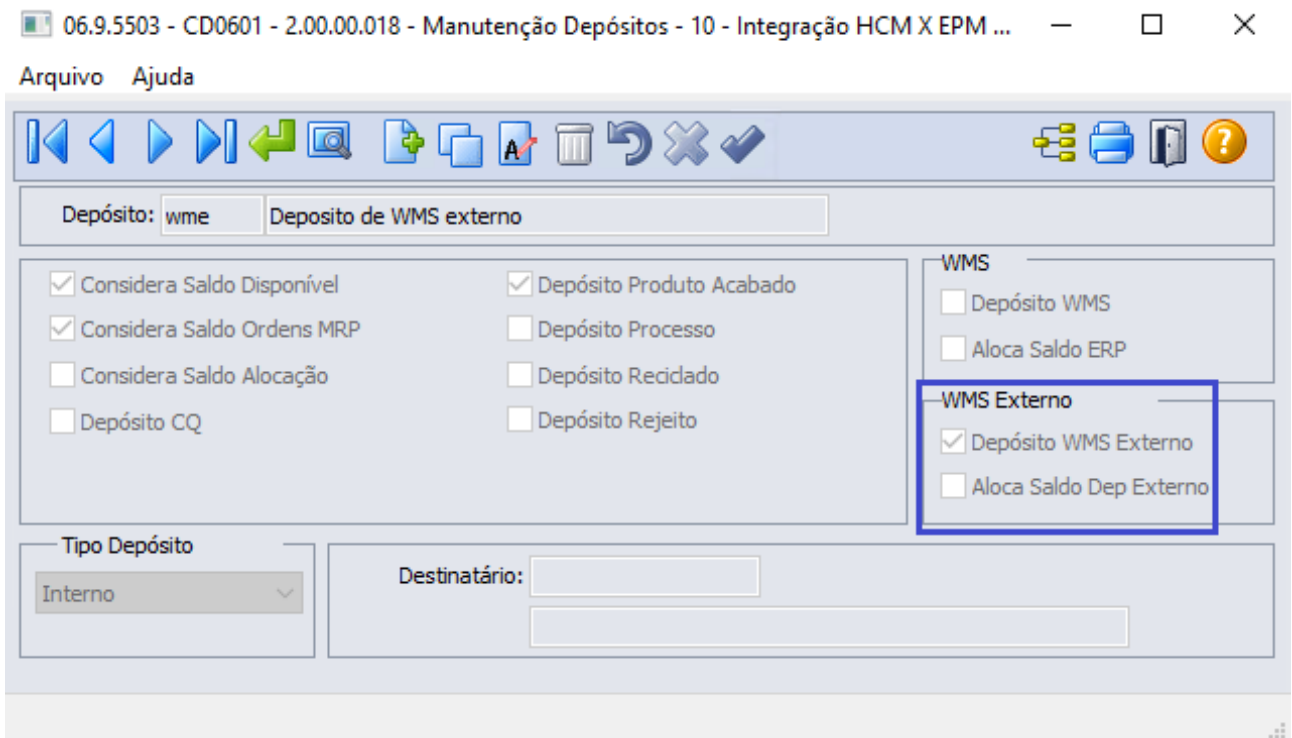 06.9.5503 - CD0601 - 2.00.00.018 - Manutenção Depósitos - 10 - Integração HCM X EPM ...
Arquivo Ajuda
Depósito: wme Deposito de WMS externo
Considera Saldo Disponível
Considera Saldo Ordens MRP
Considera Saldo Alocação
Depósito CQ
Depósito Produto Acabado
Depósito Processo
Depósito Reciclado
Depósito Rejeito
WMS
Depósito WMS
Aloca Saldo ERP
WMS Externo
Depósito WMS Externo
Aloca Saldo Dep Externo
Tipo Depósito
Interno
Destinatário: